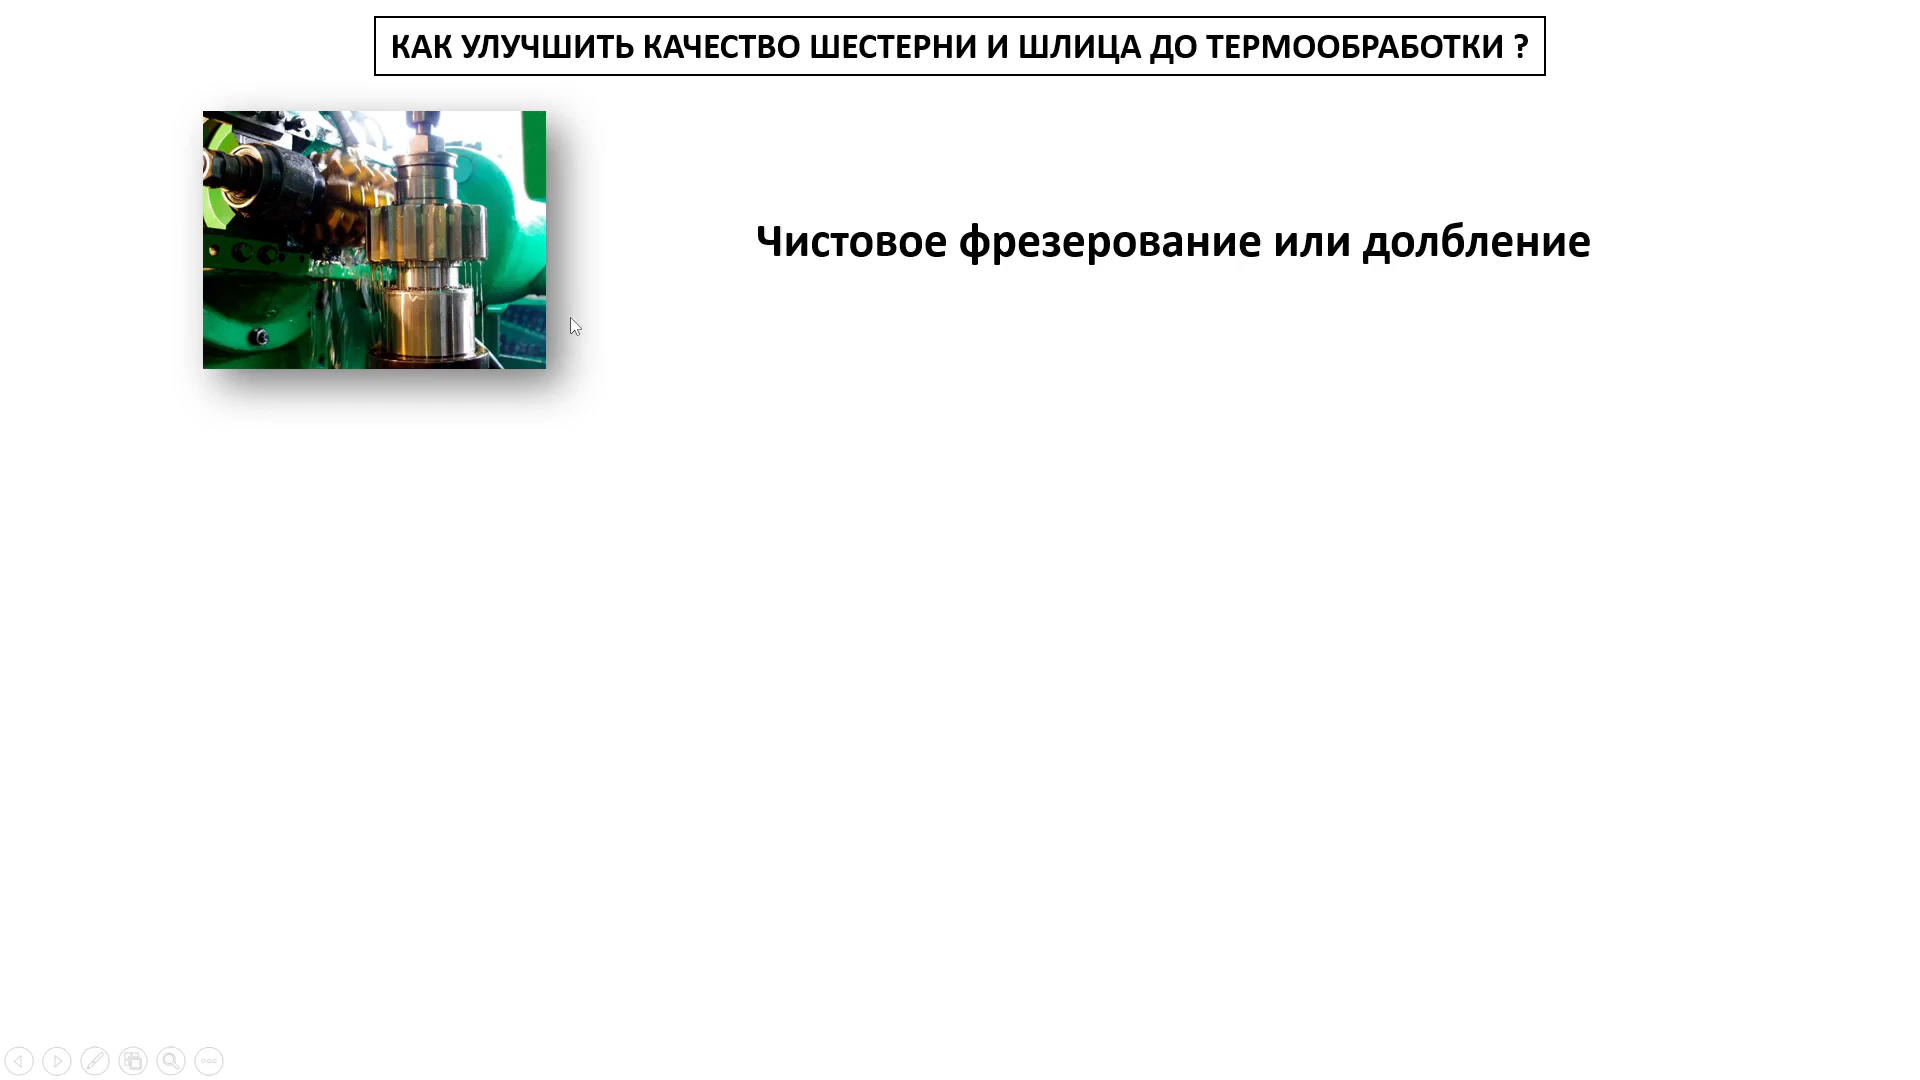 КАК УЛУЧШИТЬ КАЧЕСТВО ШЕСТЕРНИ И ШЛИЦА ДО ТЕРМООБРАБОТКИ ?
Чистовое фрезерование или долбление